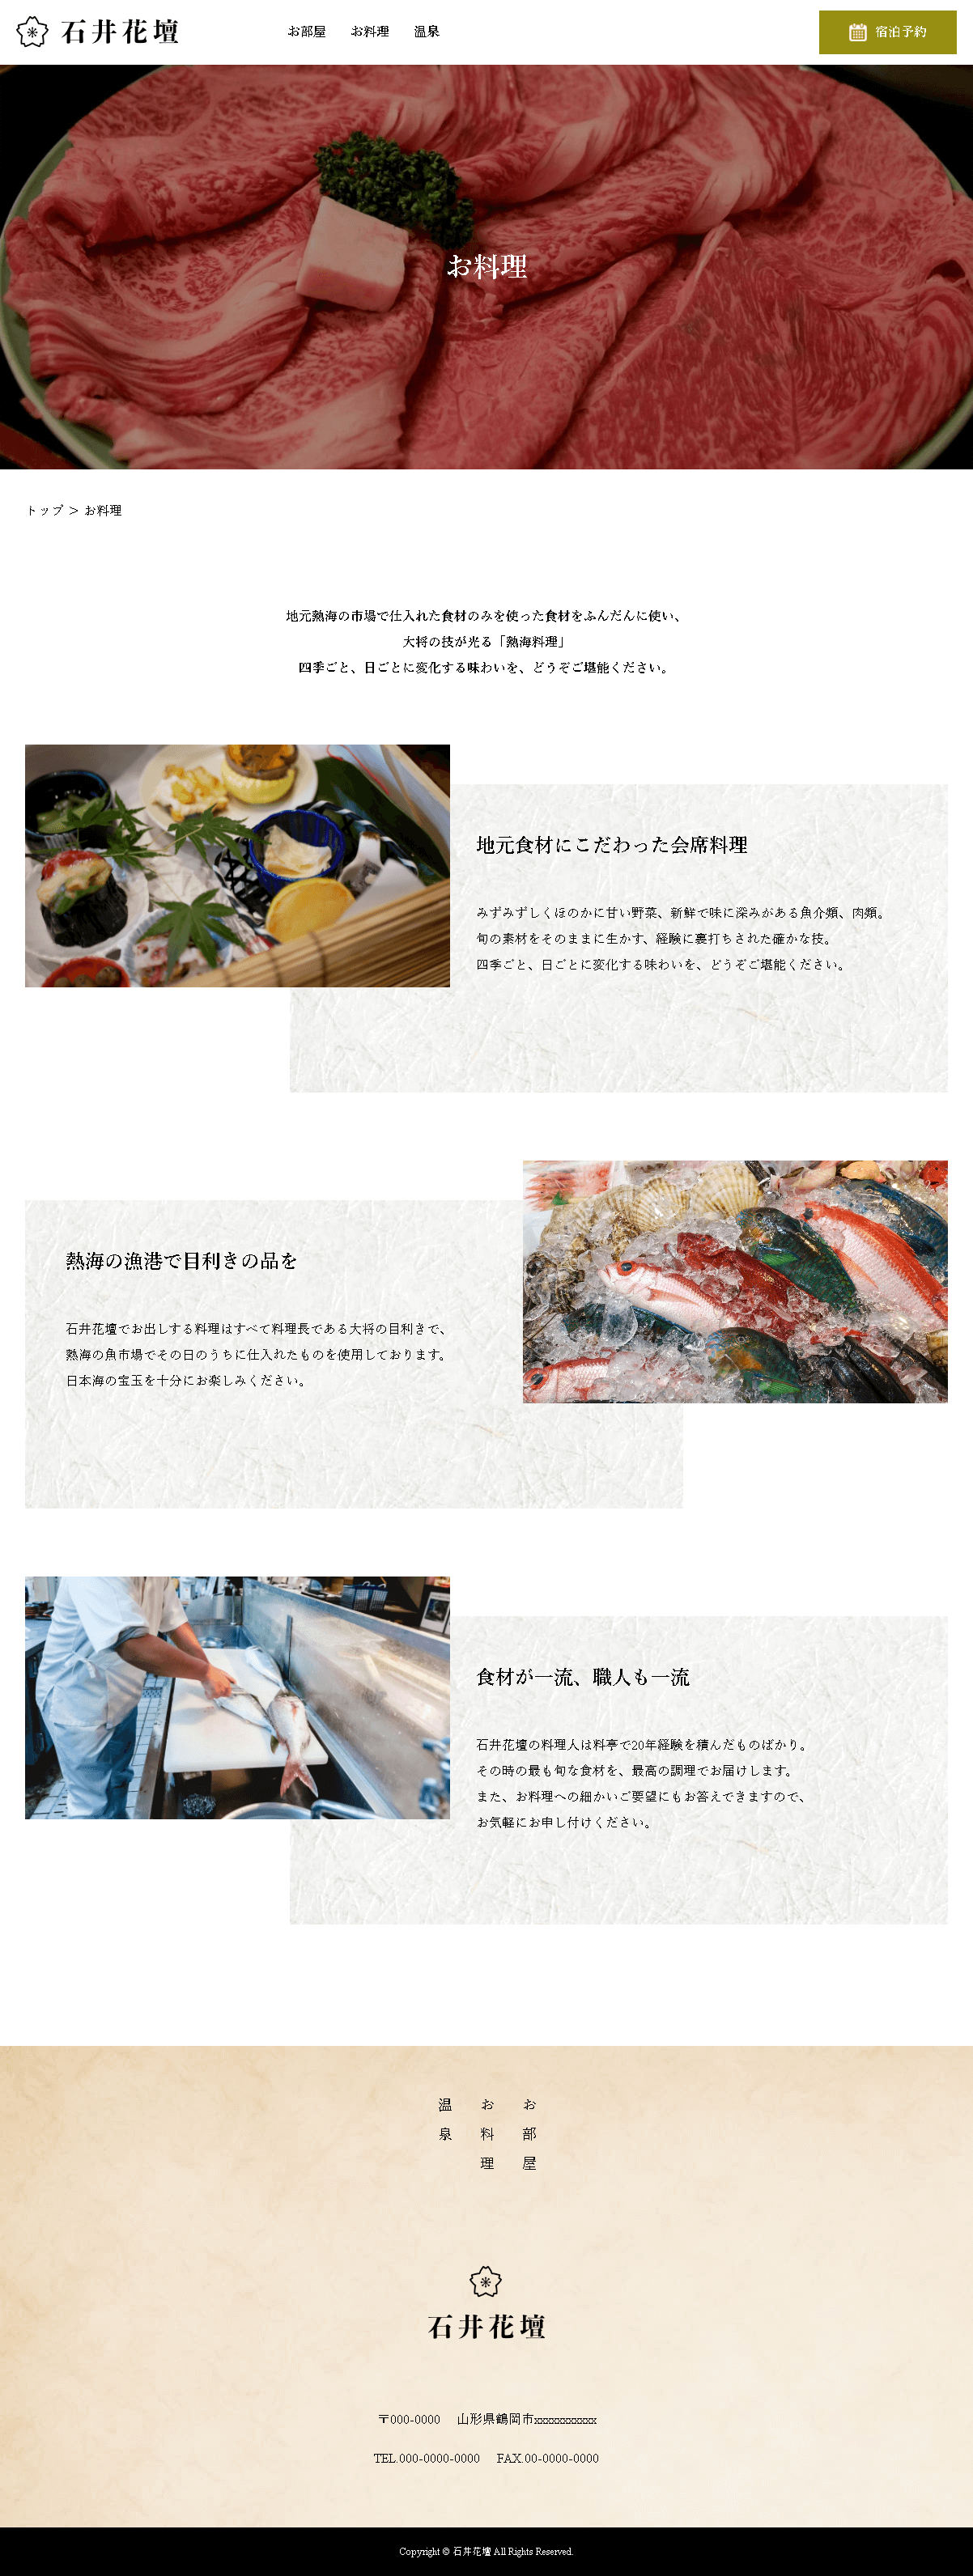 石井花壇
お部屋 お料理 温泉
宿泊予約
お料理
トップ > お料理
地元熱海の市場で仕入れた食材のみを使った食材をふんだんに使い、
大将の技が光る「熱海料理」
四季ごと、日ごとに変化する味わいを、どうぞご堪能ください。
地元食材にこだわった会席料理
みずみずしくほのかに甘い野菜、新鮮で味に深みがある魚介類、肉類。
旬の素材をそのままに生かす、経験に裏打ちされた確かな技。
四季ごと、日ごとに変化する味わいを、どうぞご堪能ください。
熱海の漁港で目利きの品を
石井花壇でお出しする料理はすべて料理長である大将の目利きで、
熟海の魚市場でその日のうちに仕入れたものを使用しております。
日本海の宝玉を十分にお楽しみください。
食材が一流、職人も一流
石井花壇の料理人は料亭で20年経験を積んだものばかり。
その時の最も旬な食材を、最高の調理でお届けします。
また、お料理への細かいご要望にもお答えできますので、
お気軽にお申し付けください。
お部屋
お料理
温泉
石井花壇
〒000-0000 山形県鶴岡市xxxxxxxxxxx
TEL.000-0000-0000 FAX.00-0000-0000
Copyright © 石井花壇 All Rights Reserved.